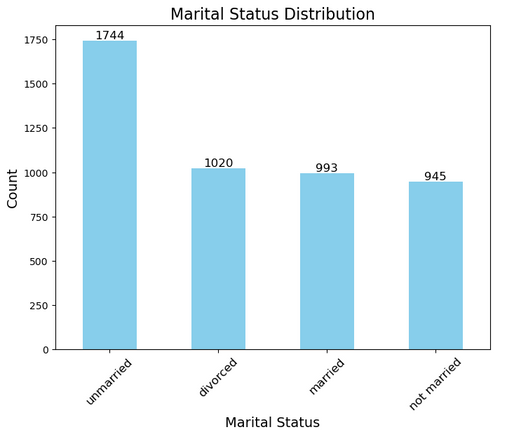 Marital Status Distribution
1744
1020
993
945
1750
1500
1250
1000
750
500
250
0
Count
unmarried
divorced
married
not married
Marital Status